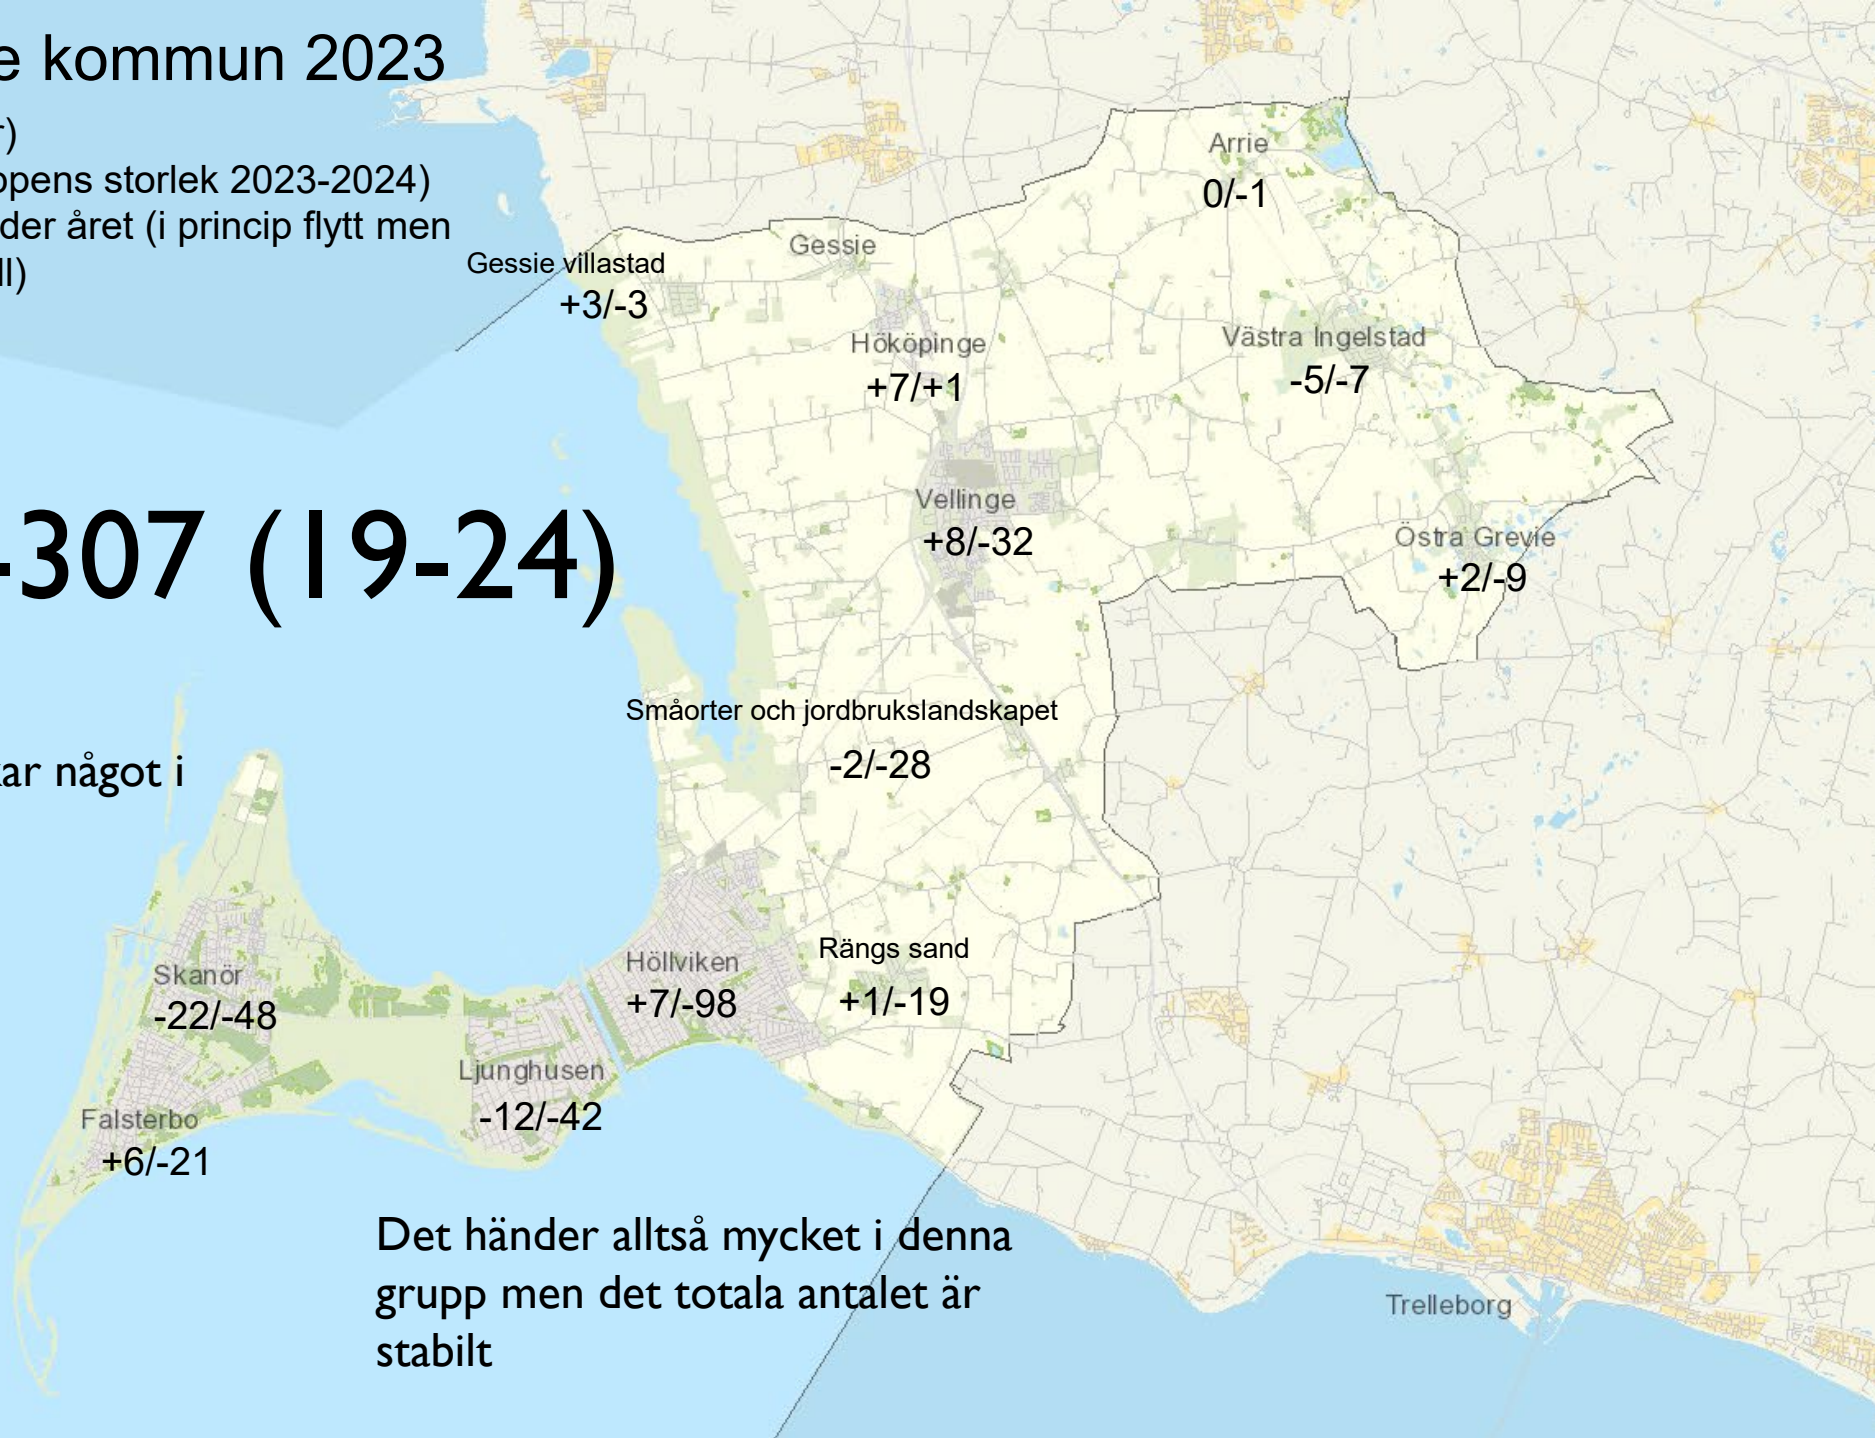 e kommun 2023
r)
ppens storlek 2023-2024)
der året (i princip flytt men
ll)
Arrie
0/-1
Gessie
Gessie villastad
+3/-3
Hököpinge
+7/+1
Västra Ingelstad
-5/-7
Vellinge
+8/-32
Östra Grevie
+2/-9
-307 (19-24)
Småorter och jordbrukslandskapet
-2/-28
kar något i
Skanör
-22/-48
Höllviken
+7/-98
Rängs sand
+1/-19
Ljunghusen
-12/-42
Falsterbo
+6/-21
Det händer alltså mycket i denna
grupp men det totala antalet är
stabilt
Trelleborg